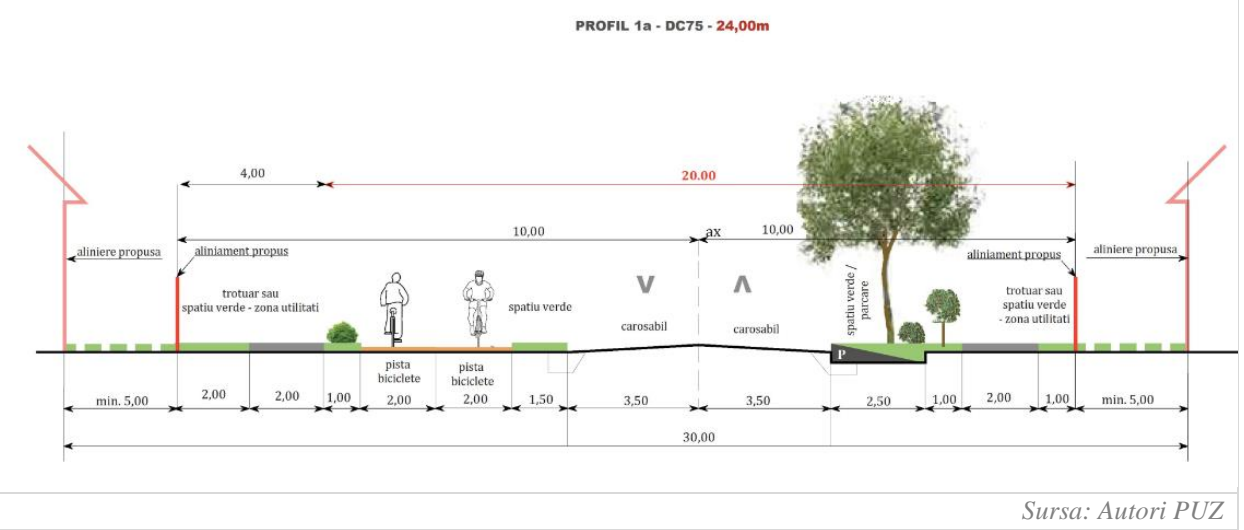 PROFIL 1a - DC75 - 24,00m
4,00
20.00
10,00
ax
10,00
aliniere propusa
aliniament propus
aliniament propus
aliniere propusa
trotuar sau
spatiu verde - zona utilitati
spatiu verde
V
Λ
carosabil
carosabil
spatiu verde /
parcare
trotuar sau
spatiu verde
- zona utilitati
P
pista
biciclete
pista
biciclete
min. 5,00
2,00
2,00
1,00
2,00
2,00
1,50
3,50
3,50
2,50
1,00
2,00
1,00
min. 5,00
30,00
Sursa: Autori PUZ